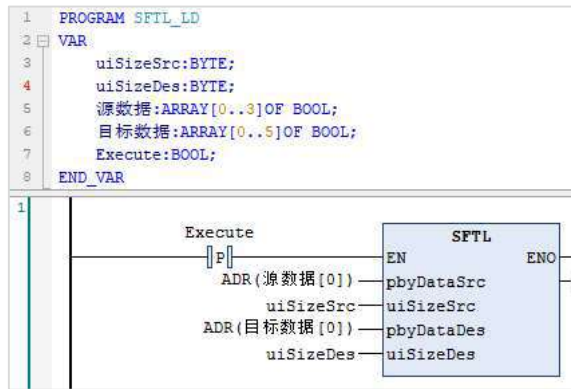 1 PROGRAM SFTL_LD
2 VAR
3 uiSizeSrc:BYTE;
4 uiSizeDes:BYTE;
5 源数据:ARRAY[0..3]OF BOOL;
6 目标数据:ARRAY[0..5]OF BOOL;
7 Execute:BOOL;
8 END_VAR
1
Execute SFTL
P EN ENO
ADR(源数据[0]) pbyDataSrc
uiSizeSrc uiSizeSrc
ADR(目标数据[0]) pbyDataDes
uiSizeDes uiSizeDes